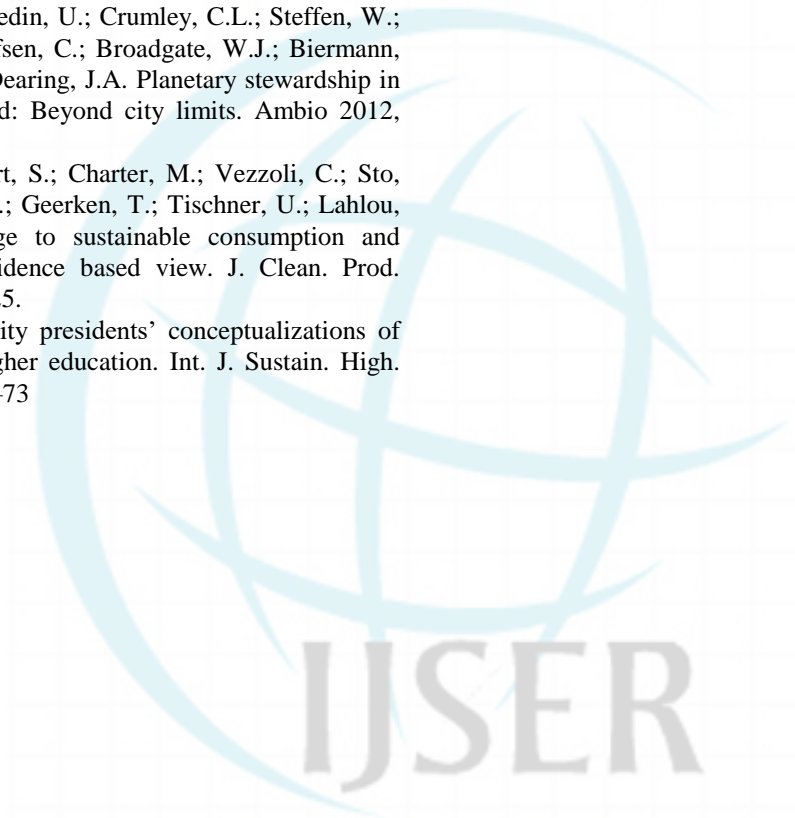 edin, U.; Crumley, C.L.; Steffen, W.;
fsen, C.; Broadgate, W.J.; Biermann,
Dearing, J.A. Planetary stewardship in
d: Beyond city limits. Ambio 2012,
rt, S.; Charter, M.; Vezzoli, C.; Sto,
.; Geerken, T.; Tischner, U.; Lahlou,
ge to sustainable consumption and
idence based view. J. Clean. Prod.
5.
ity presidents’ conceptualizations of
gher education. Int. J. Sustain. High.
–73
IJSER